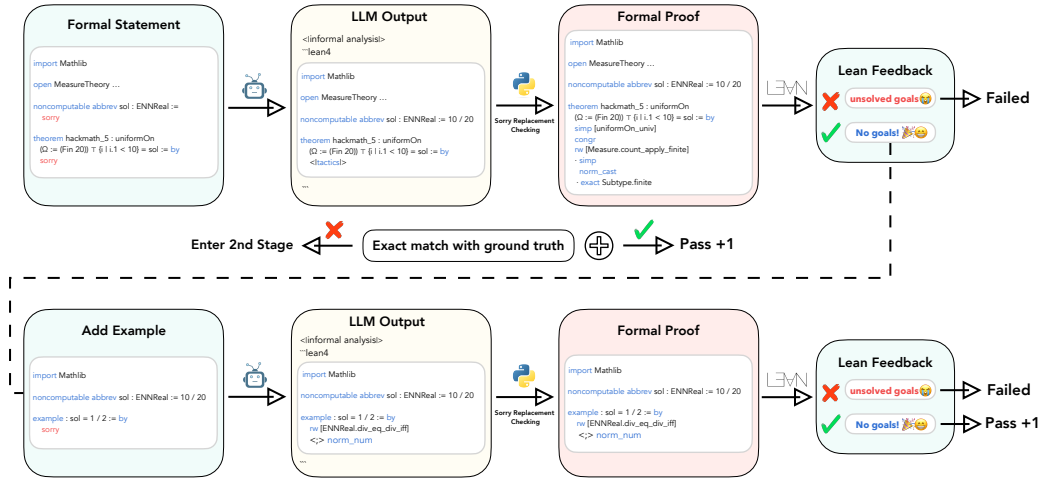 Formal Statement
import Mathlib
open MeasureTheory ...
noncomputable abbrev sol : ENNReal :=
sorry
theorem hackmath_5 : uniformOn
(Ω := (Fin 20)) ⊤ {i | i.1 < 10} = sol := by
sorry
LLM Output
<|informal analysis|>
```lean4
import Mathlib
open MeasureTheory ...
noncomputable abbrev sol : ENNReal := 10 / 20
theorem hackmath_5 : uniformOn
(Ω := (Fin 20)) ⊤ {i | i.1 < 10} = sol := by
<|tactics|>
```
Sorry Replacement
Checking
Formal Proof
import Mathlib
open MeasureTheory ...
noncomputable abbrev sol : ENNReal := 10 / 20
theorem hackmath_5 : uniformOn
(Ω := (Fin 20)) ⊤ {i | i.1 < 10} = sol := by
simp [uniformOn_univ]
congr
rw [Measure.count_apply_finite]
· simp
norm_cast
· exact Subtype.finite
L∃∀N
Lean Feedback
unsolved goals😭
No goals! 🎉😁
Failed
Enter 2nd Stage
Exact match with ground truth
Pass +1
Add Example
import Mathlib
noncomputable abbrev sol : ENNReal := 10 / 20
example : sol = 1 / 2 := by
sorry
LLM Output
<|informal analysis|>
```lean4
import Mathlib
noncomputable abbrev sol : ENNReal := 10 / 20
example : sol = 1 / 2 := by
rw [ENNReal.div_eq_div_iff]
<;> norm_num
```
Sorry Replacement
Checking
Formal Proof
import Mathlib
noncomputable abbrev sol : ENNReal := 10 / 20
example : sol = 1 / 2 := by
rw [ENNReal.div_eq_div_iff]
<;> norm_num
L∃∀N
Lean Feedback
unsolved goals😭
No goals! 🎉😁
Failed
Pass +1